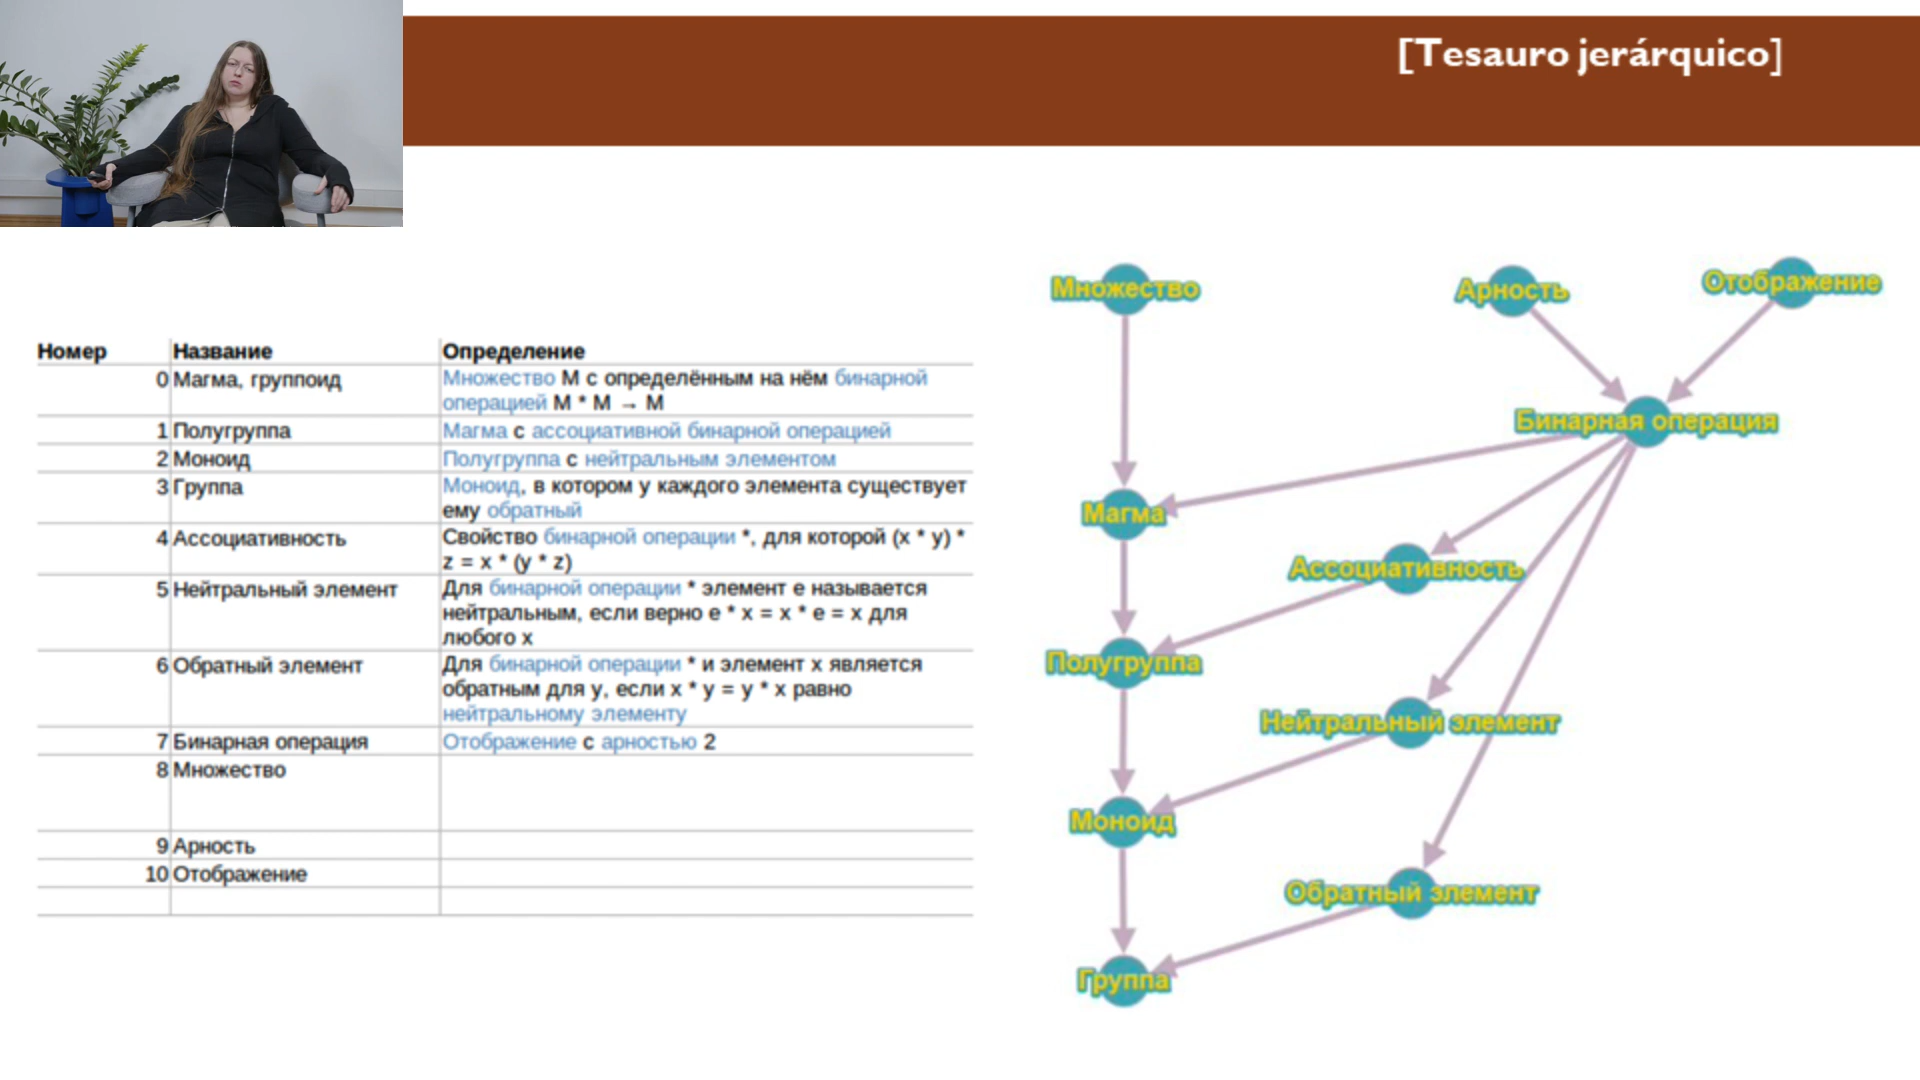 [Tesauro jerárquico]
Номер Название Определение
0 Магма, группоид Множество М с определённым на нём бинарной
операцией М * М → М
1 Полугруппа Магма с ассоциативной бинарной операцией
2 Моноид Полугруппа с нейтральным элементом
3 Группа Моноид, в котором у каждого элемента существует
ему обратный
4 Ассоциативность Свойство бинарной операции *, для которой (x * y) *
z = x * (y * z)
5 Нейтральный элемент Для бинарной операции * элемент e называется
нейтральным, если верно e * x = x * e = x для
любого x
6 Обратный элемент Для бинарной операции * и элемент x является
обратным для y, если x * y = y * x равно
нейтральному элементу
7 Бинарная операция Отображение с арностью 2
8 Множество
9 Арность
10 Отображение
Множество
Арность
Отображение
Бинарная операция
Магма
Ассоциативность
Полугруппа
Нейтральный элемент
Моноид
Обратный элемент
Группа